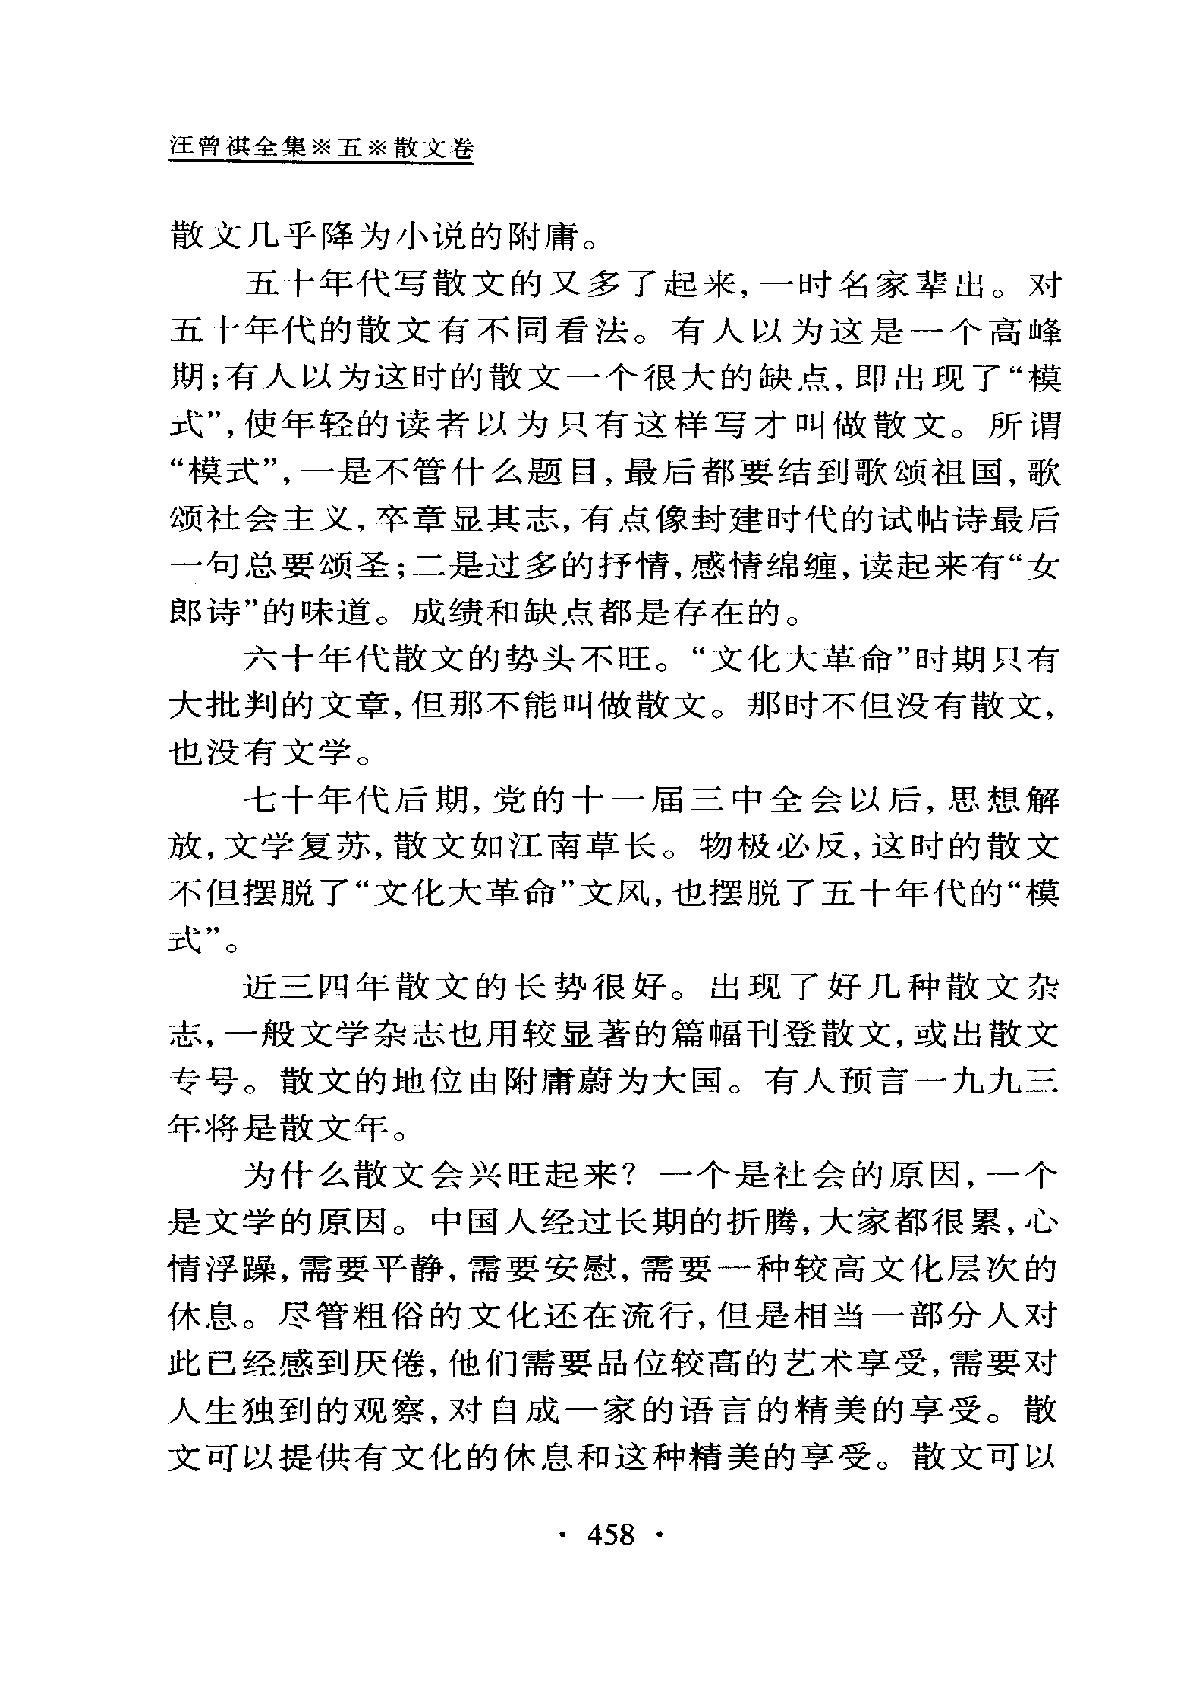 汪曾祺全集※五※散文卷
散文几乎降为小说的附庸。
五十年代写散文的又多了起来,一时名家辈出。对
五十年代的散文有不同看法。有人以为这是一个高峰
期;有人以为这时的散文一个很大的缺点,即出现了“模
式”,使年轻的读者以为只有这样写才叫做散文。所谓
“模式”,一是不管什么题目,最后都要结到歌颂祖国,歌
颂社会主义,卒章显其志,有点像封建时代的试帖诗最后
一句总要颂圣;二是过多的抒情,感情绵缠,读起来有“女
郎诗”的味道。成绩和缺点都是存在的。
六十年代散文的势头不旺。“文化大革命”时期只有
大批判的文章,但那不能叫做散文。那时不但没有散文,
也没有文学。
七十年代后期,党的十一届三中全会以后,思想解
放,文学复苏,散文如江南草长。物极必反,这时的散文
不但摆脱了“文化大革命”文风,也摆脱了五十年代的“模
式”。
近三四年散文的长势很好。出现了好几种散文杂
志,一般文学杂志也用较显著的篇幅刊登散文,或出散文
专号。散文的地位由附庸蔚为大国。有人预言一九九三
年将是散文年。
为什么散文会兴旺起来?一个是社会的原因,一个
是文学的原因。中国人经过长期的折腾,大家都很累,心
情浮躁,需要平静,需要安慰,需要一种较高文化层次的
休息。尽管粗俗的文化还在流行,但是相当一部分人对
此已经感到厌倦,他们需要品位较高的艺术享受,需要对
人生独到的观察,对自成一家的语言的精美的享受。散
文可以提供有文化的休息和这种精美的享受。散文可以
· 458 ·